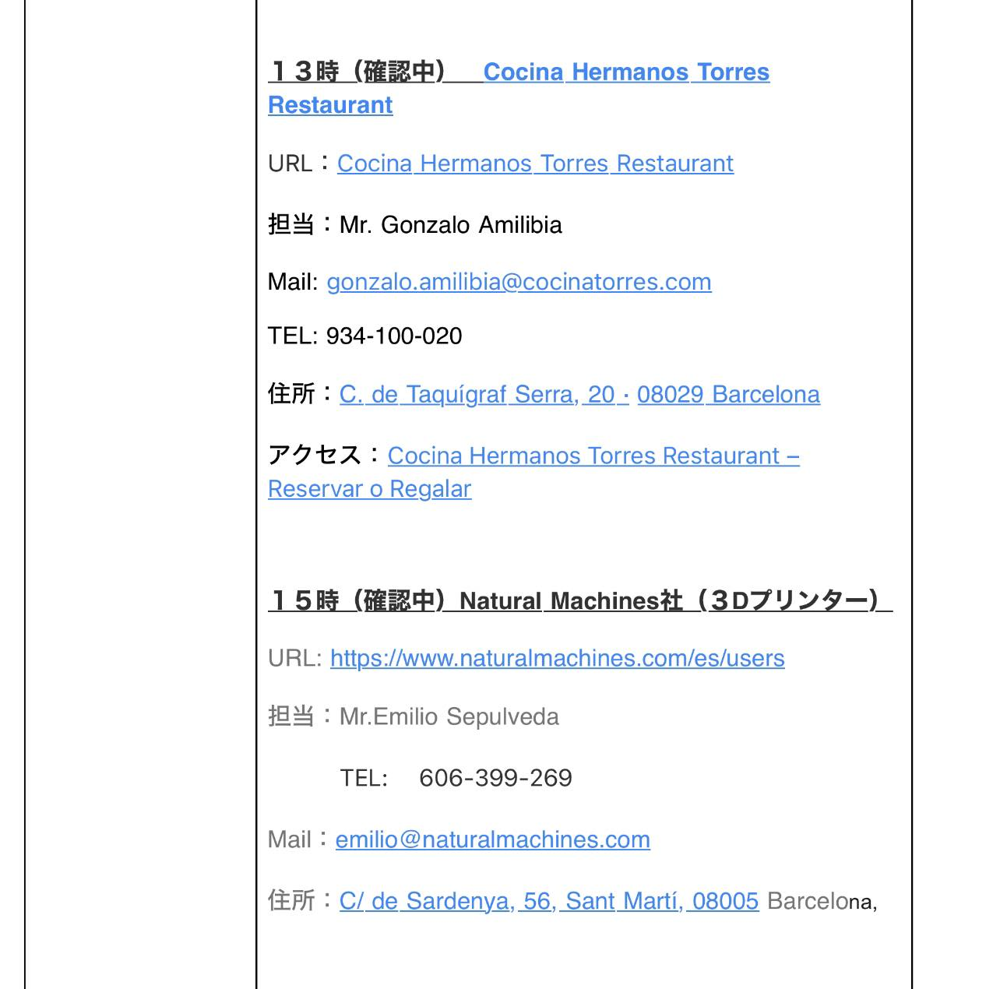 １３時（確認中）　Cocina Hermanos Torres
Restaurant
URL：Cocina Hermanos Torres Restaurant
担当：Mr. Gonzalo Amilibia
Mail: gonzalo.amilibia@cocinatorres.com
TEL: 934-100-020
住所：C. de Taquígraf Serra, 20 · 08029 Barcelona
アクセス：Cocina Hermanos Torres Restaurant –
Reservar o Regalar
１５時（確認中）Natural Machines社（３Dプリンター）
URL: https://www.naturalmachines.com/es/users
担当：Mr.Emilio Sepulveda
TEL:　606-399-269
Mail：emilio@naturalmachines.com
住所：C/ de Sardenya, 56, Sant Martí, 08005 Barcelona,